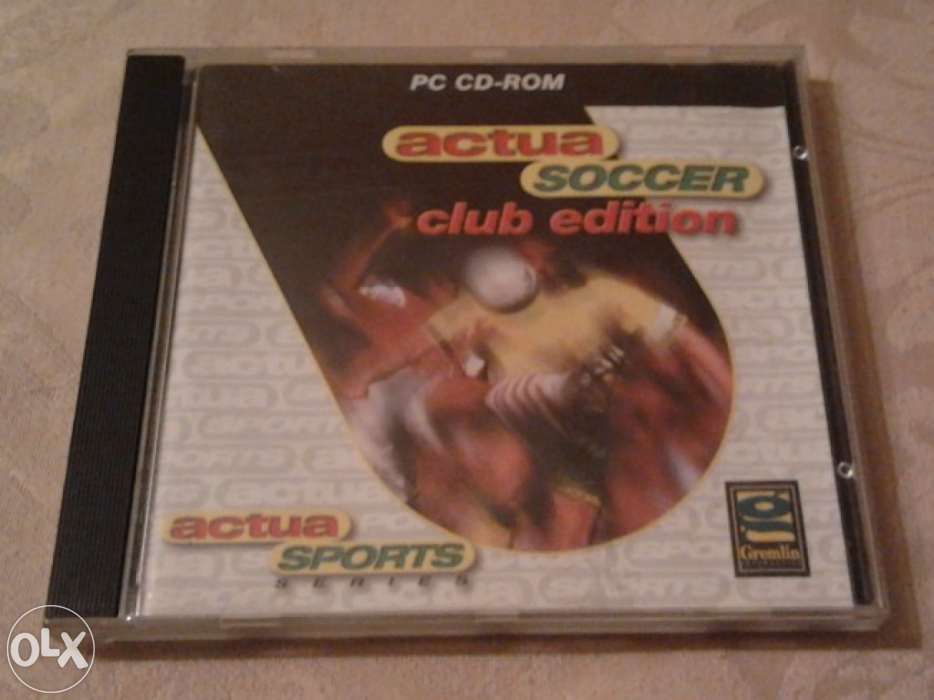 PC CD-ROM
actua
SOCCER
club edition
actua
SPORTS
SERIES
Gremlin
OLX